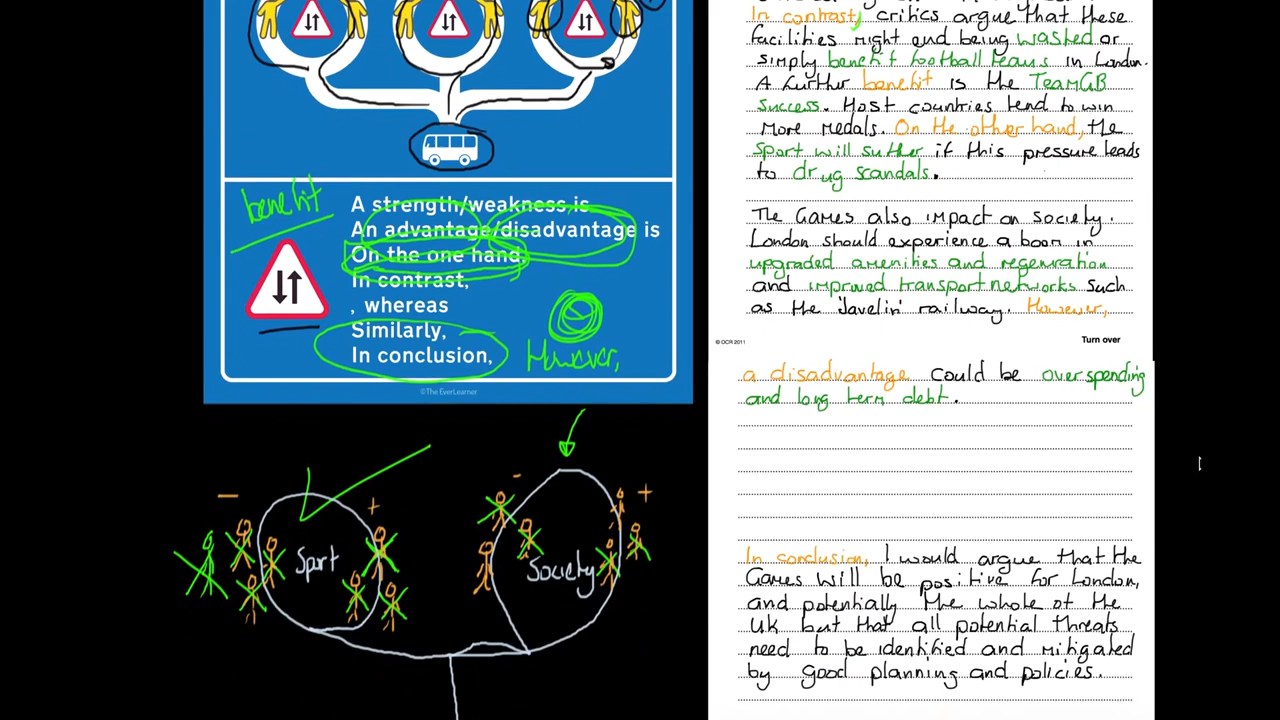 benefit
A strength/weakness is
An advantage/disadvantage is
On the one hand,
In contrast,
, whereas
Similarly,
In conclusion,
However,
©The EverLearner
-
+
Sport
-
+
Society
In contrast, critics argue that these
facilities might end being wasted or
simply benefit football teams in London.
A further benefit is the TeamGB
success. Host countries tend to win
more medals. On the other hand, the
sport will suffer if this pressure leads
to drug scandals.
The Games also impact on society.
London should experience a boom in
upgraded amenities and regeneration
and improved transport networks such
as the 'Javelin' railway. However,
© OCR 2011
Turn over
a disadvantage could be overspending
and long term debt.
In conclusion, I would argue that the
Games will be positive for London,
and potentially the whole of the
UK but that all potential threats
need to be identified and mitigated
by good planning and policies.